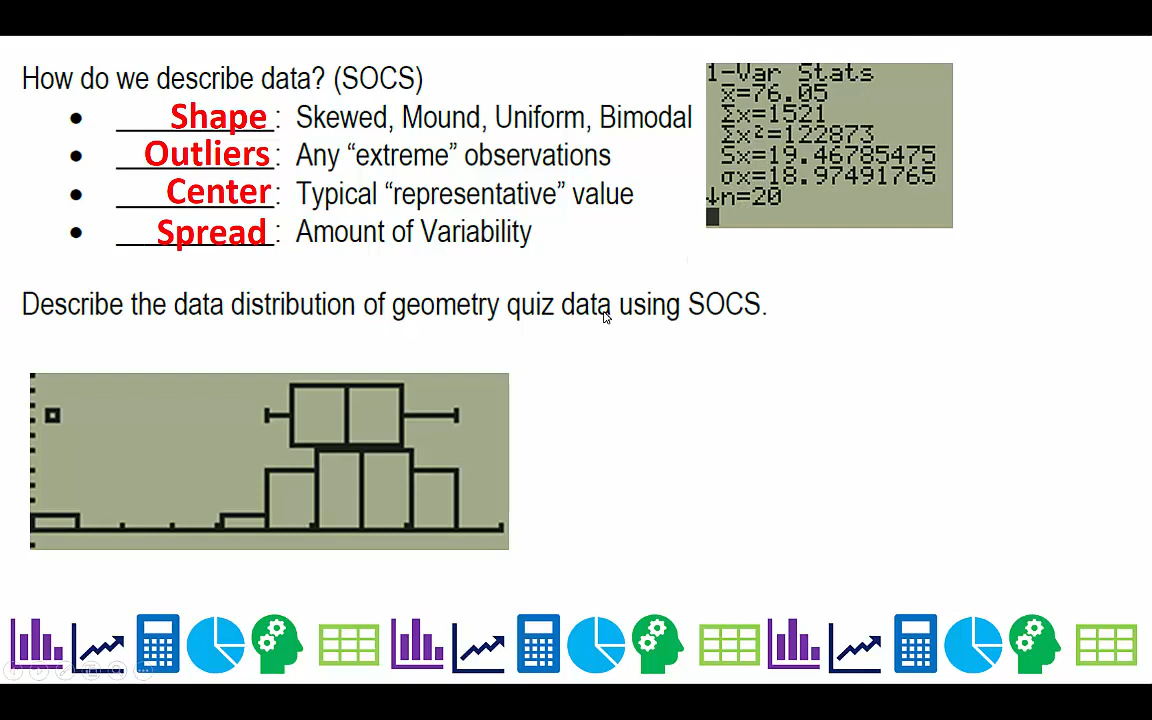 How do we describe data? (SOCS)
• Shape: Skewed, Mound, Uniform, Bimodal
• Outliers: Any “extreme” observations
• Center: Typical “representative” value
• Spread: Amount of Variability
1-Var Stats
x̄=76.05
Σx=1521
Σx²=122873
Sx=19.46785475
σx=18.97491765
↓n=20
Describe the data distribution of geometry quiz data using SOCS.